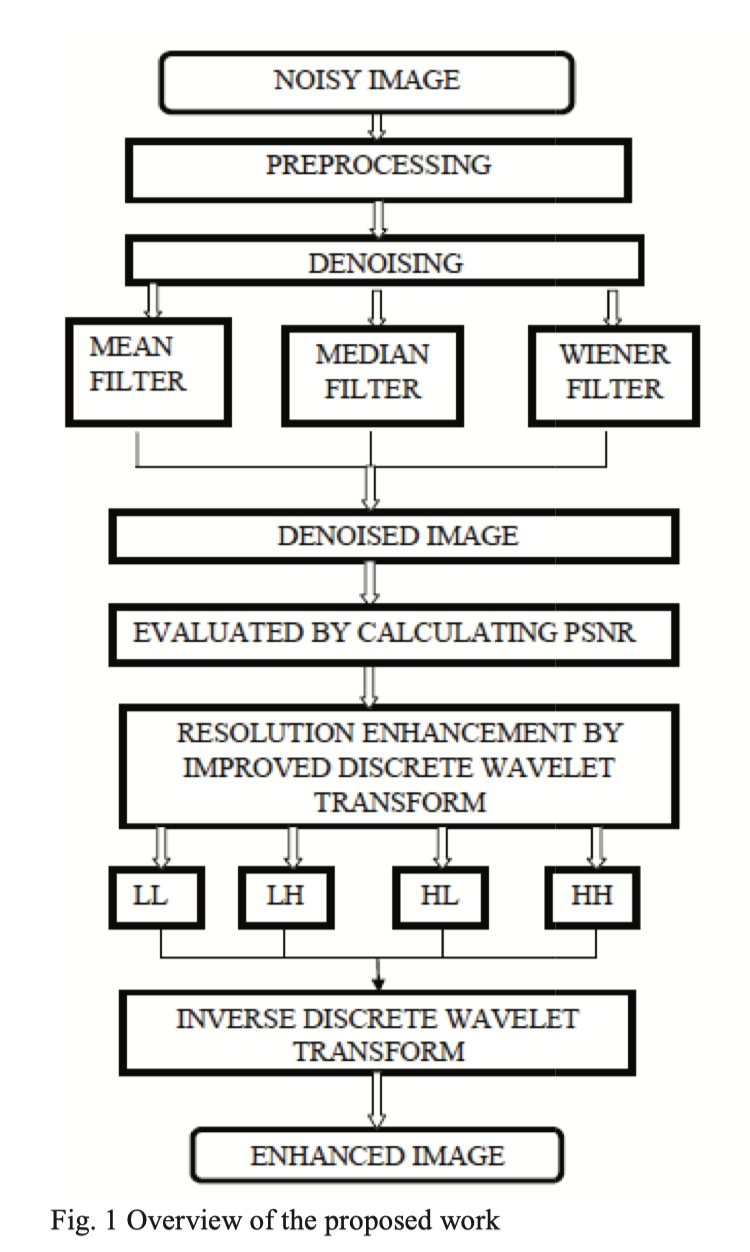 NOISY IMAGE
PREPROCESSING
DENOISING
MEAN
FILTER
MEDIAN
FILTER
WIENER
FILTER
DENOISED IMAGE
EVALUATED BY CALCULATING PSNR
RESOLUTION ENHANCEMENT BY
IMPROVED DISCRETE WAVELET
TRANSFORM
LL
LH
HL
HH
INVERSE DISCRETE WAVELET
TRANSFORM
ENHANCED IMAGE
Fig. 1 Overview of the proposed work